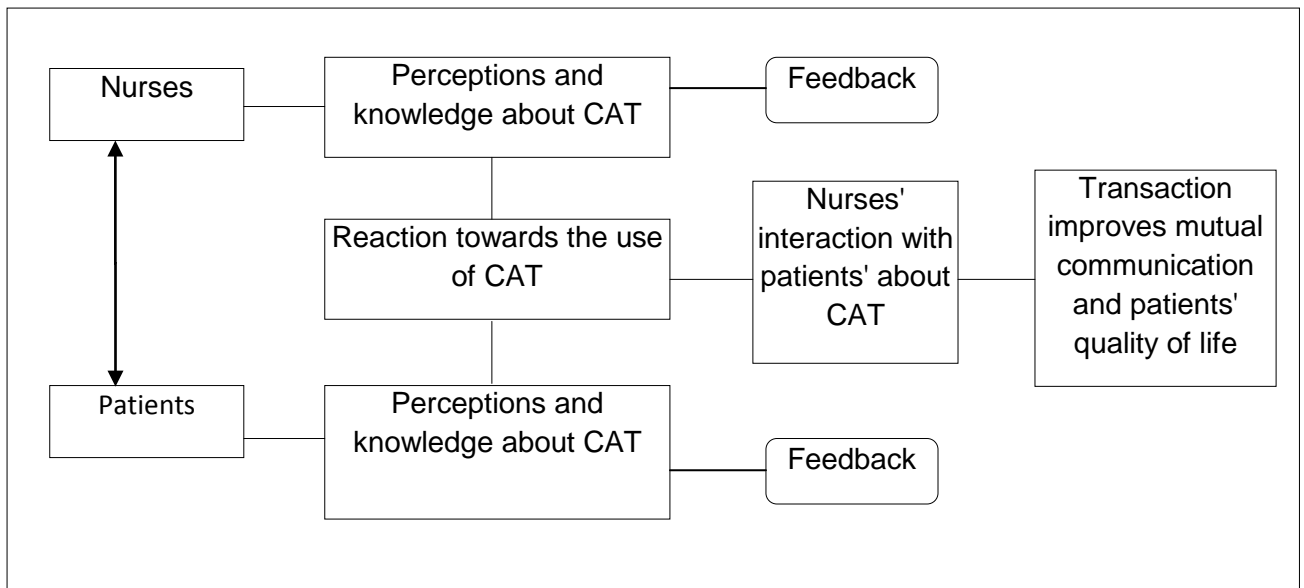 Nurses
Perceptions and
knowledge about CAT
Feedback
Reaction towards the use
of CAT
Nurses'
interaction with
patients' about
CAT
Transaction
improves mutual
communication
and patients'
quality of life
Patients
Perceptions and
knowledge about CAT
Feedback